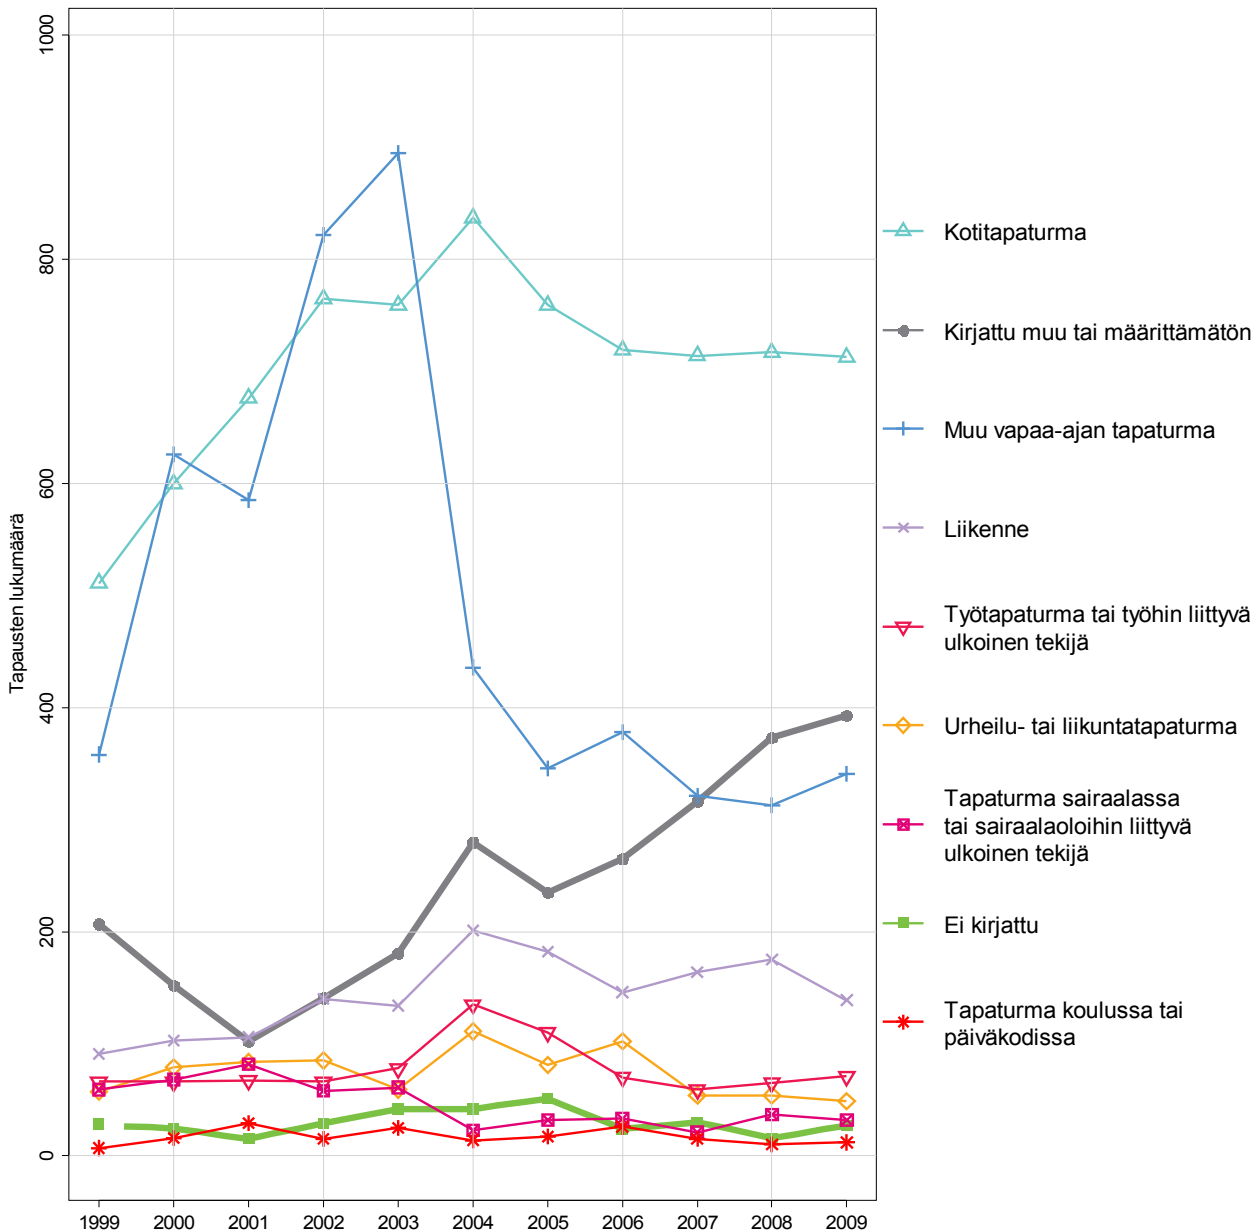 1000
800
600
400
200
0
Tapausten lukumäärä
1999 2000 2001 2002 2003 2004 2005 2006 2007 2008 2009
Kotitapaturma
Kirjattu muu tai määrittämätön
Muu vapaa-ajan tapaturma
Liikenne
Työtapaturma tai työhin liittyvä
ulkoinen tekijä
Urheilu- tai liikuntatapaturma
Tapaturma sairaalassa
tai sairaalaoloihin liittyvä
ulkoinen tekijä
Ei kirjattu
Tapaturma koulussa tai
päiväkodissa